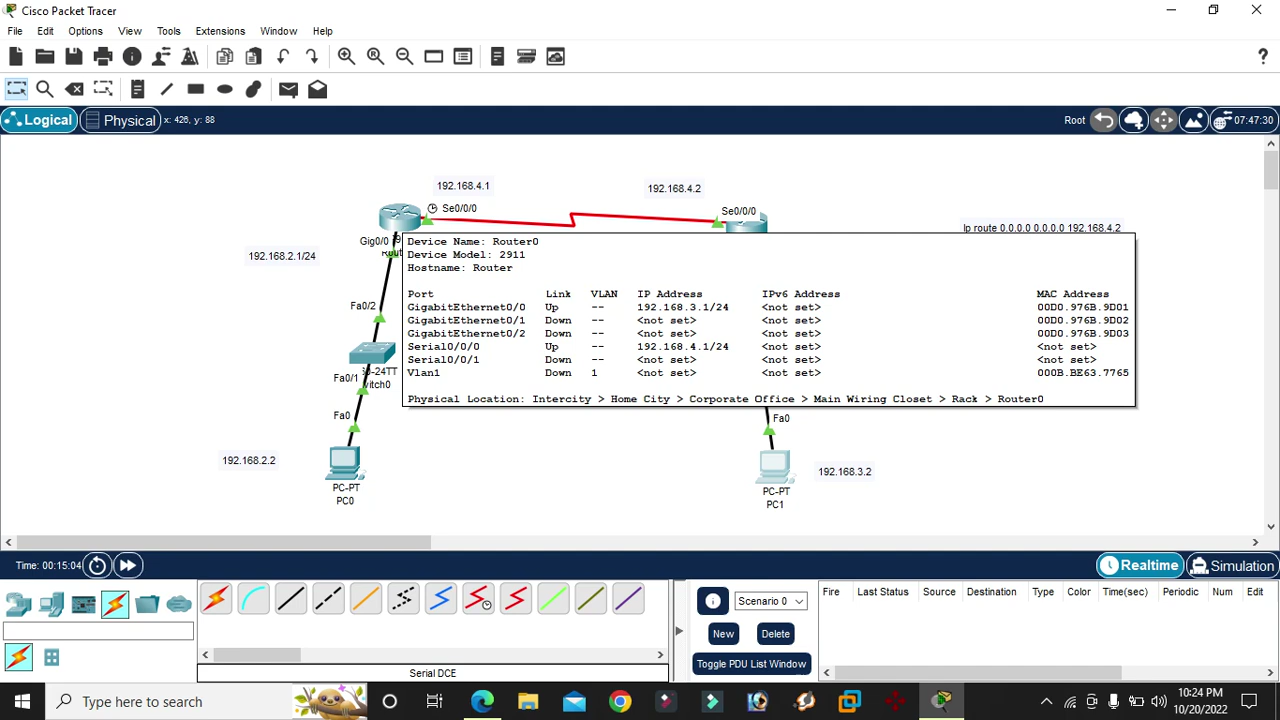 Cisco Packet Tracer
File Edit Options View Tools Extensions Window Help
?
Logical Physical x: 426, y: 88 Root 07:47:30
192.168.4.1 192.168.4.2
Se0/0/0 Se0/0/0
Ip route 0.0.0.0 0.0.0.0 192.168.4.2
Gig0/0
192.168.2.1/24
Device Name: Router0
Device Model: 2911
Hostname: Router
Port Link VLAN IP Address IPv6 Address MAC Address
GigabitEthernet0/0 Up -- 192.168.3.1/24 <not set> 00D0.976B.9D01
GigabitEthernet0/1 Down -- <not set> <not set> 00D0.976B.9D02
GigabitEthernet0/2 Down -- <not set> <not set> 00D0.976B.9D03
Serial0/0/0 Up -- 192.168.4.1/24 <not set> <not set>
Serial0/0/1 Down -- <not set> <not set> <not set>
Vlan1 Down 1 <not set> <not set> 000B.BE63.7765
Physical Location: Intercity > Home City > Corporate Office > Main Wiring Closet > Rack > Router0
Fa0/2
-24TT
Fa0/1 witch0
Fa0 Fa0
192.168.2.2 192.168.3.2
PC-PT
PC0
PC-PT
PC1
Time: 00:15:04 Realtime Simulation
Scenario 0
New Delete
Toggle PDU List Window
Fire Last Status Source Destination Type Color Time(sec) Periodic Num Edit
Serial DCE
Type here to search
10:24 PM
10/20/2022